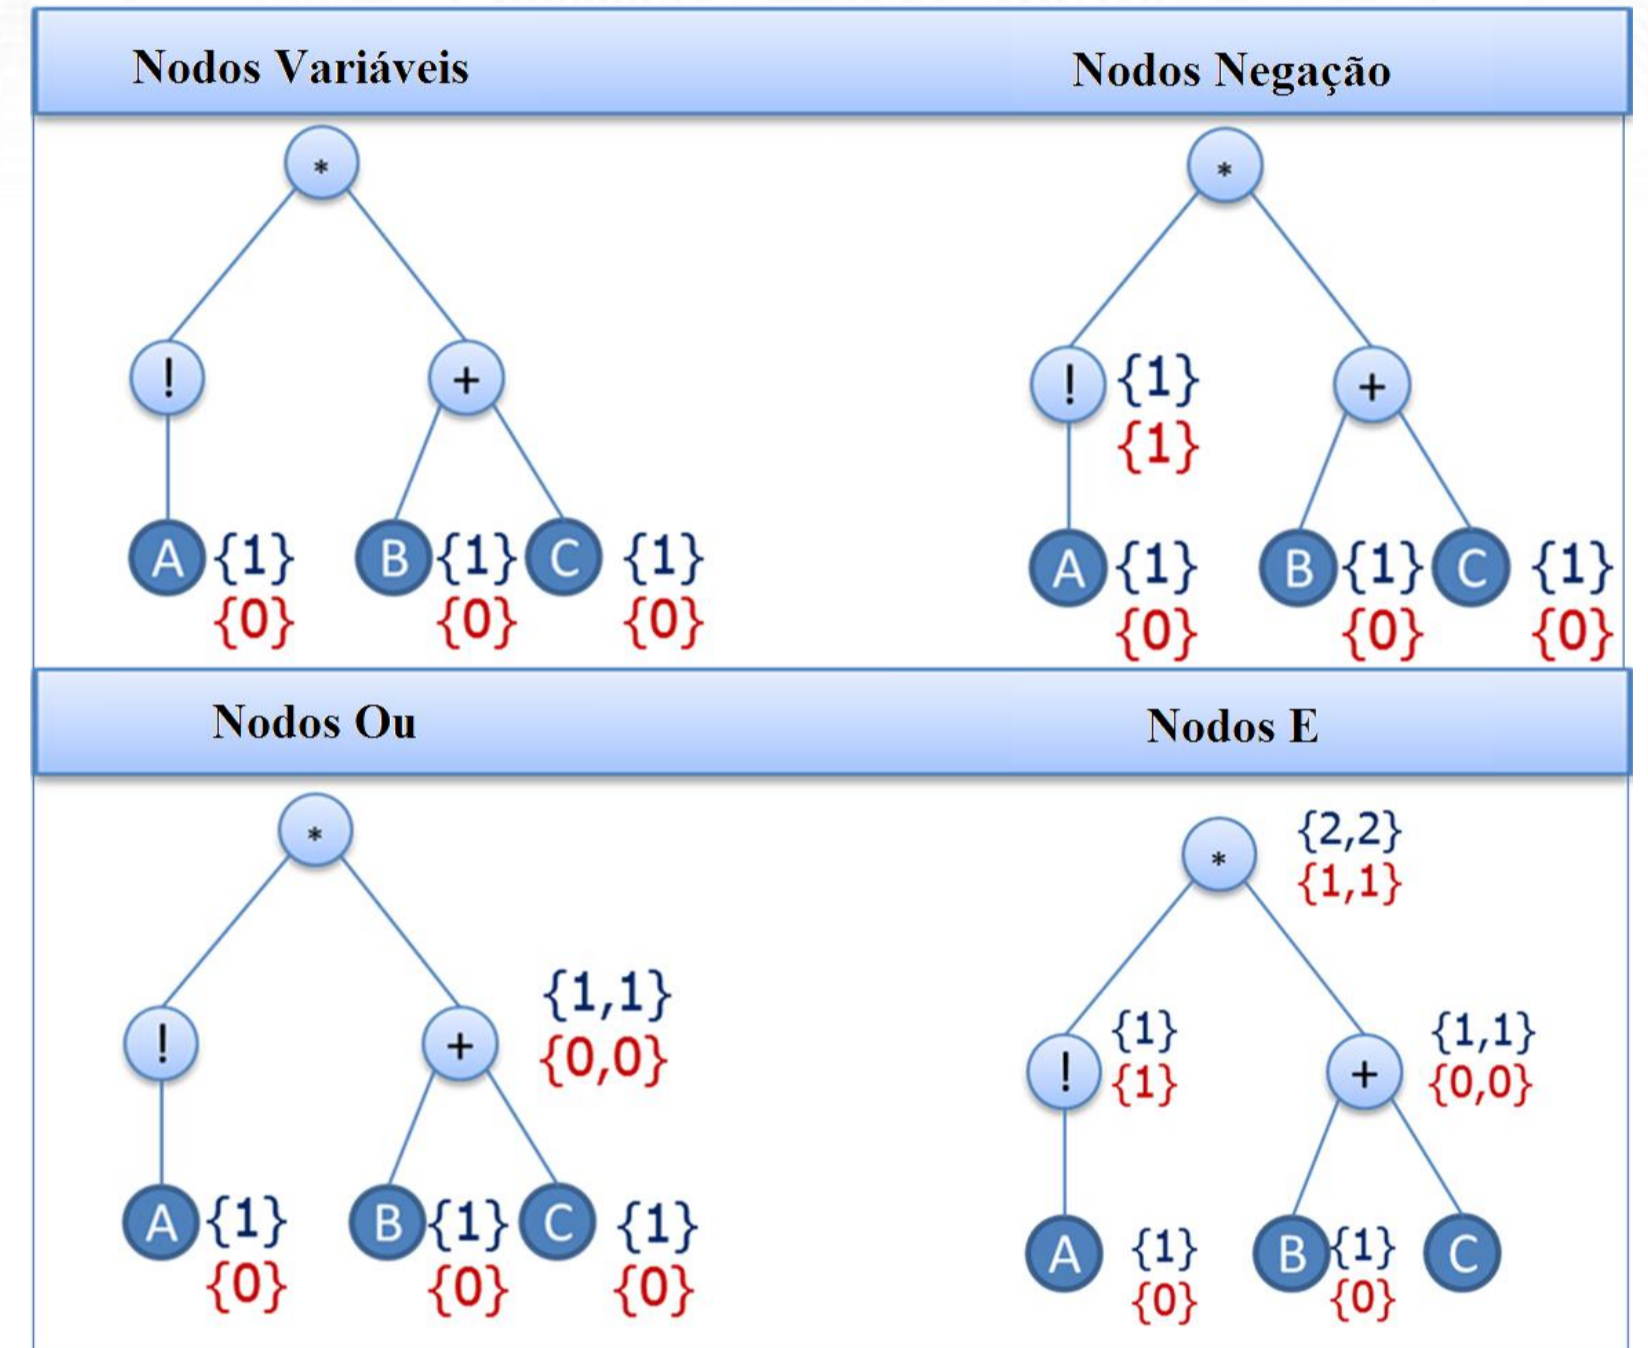 Nodos Variáveis
Nodos Negação
*
! +
A {1} B {1} C {1}
{0} {0} {0}
*
! {1} +
{1}
A {1} B {1} C {1}
{0} {0} {0}
Nodos Ou
Nodos E
*
{1,1}
! + {0,0}
A {1} B {1} C {1}
{0} {0} {0}
* {2,2}
{1,1}
! {1} + {1,1}
{1} {0,0}
A {1} B {1} C
{0} {0}